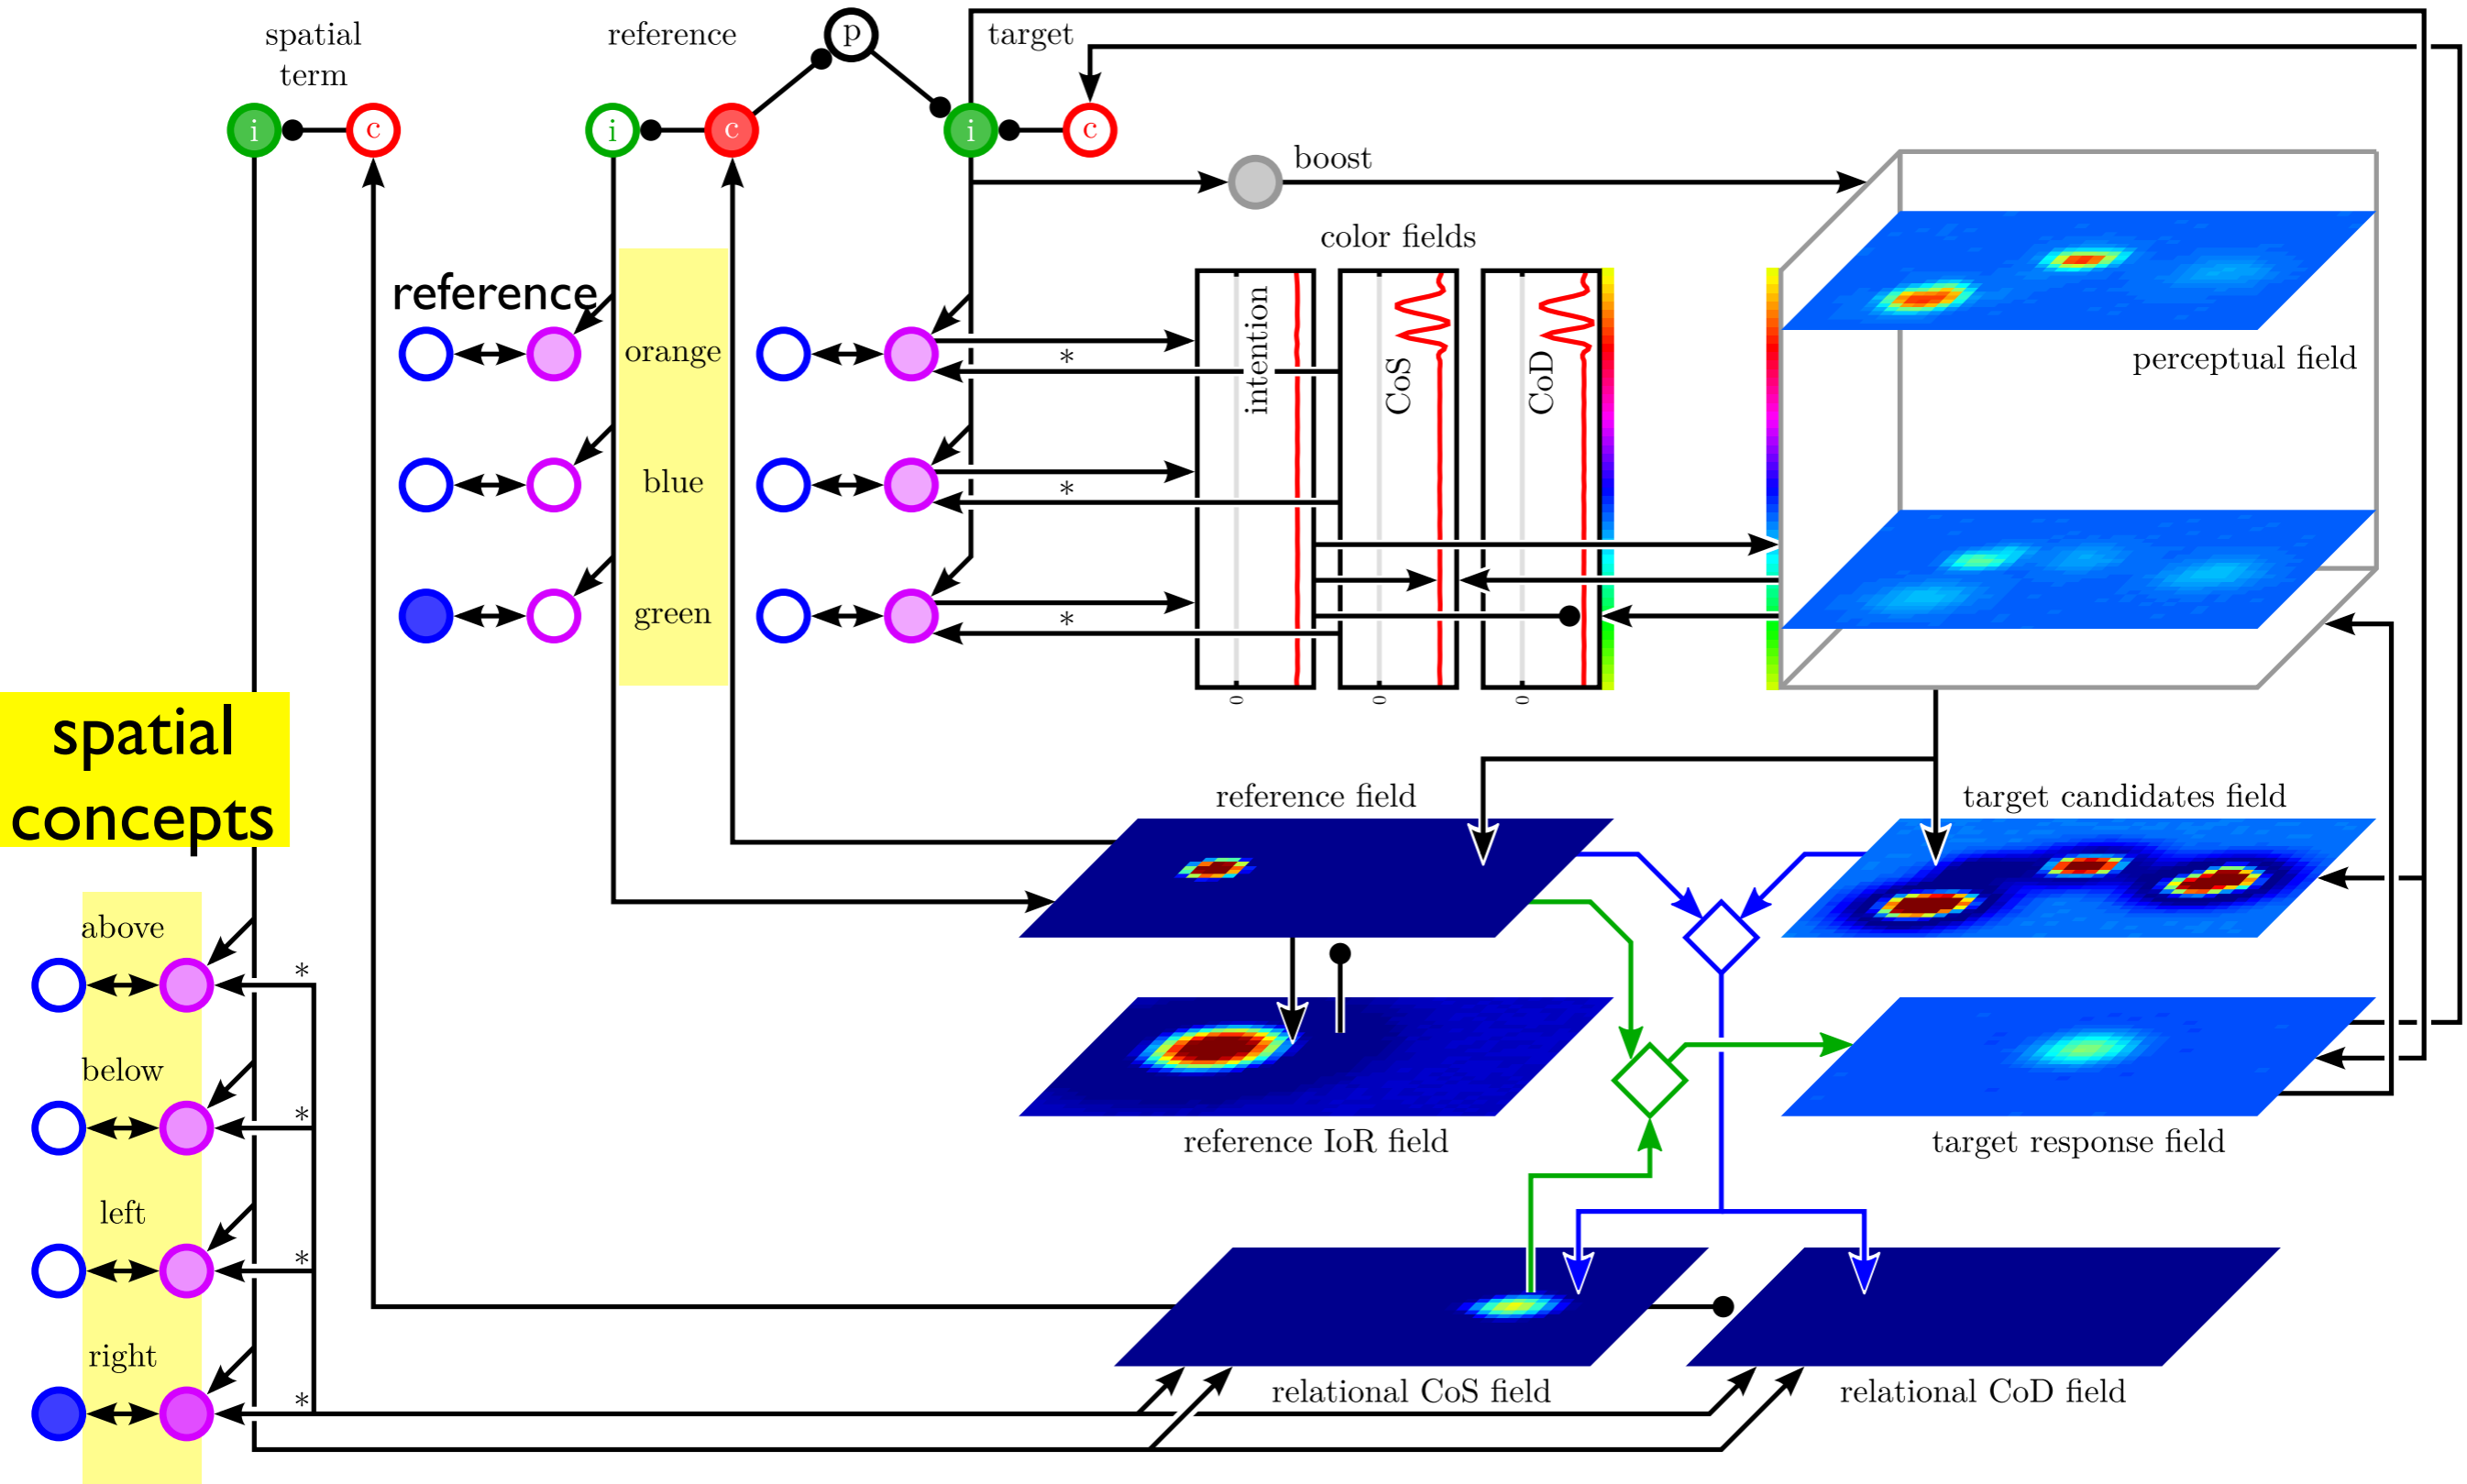 spatial
term
reference
p
target
i
c
i
c
i
c
boost
color fields
reference
intention
CoS
CoD
orange
*
perceptual field
blue
*
green
*
0
0
0
spatial
concepts
reference field
target candidates field
above
*
below
*
reference IoR field
target response field
left
*
right
*
relational CoS field
relational CoD field